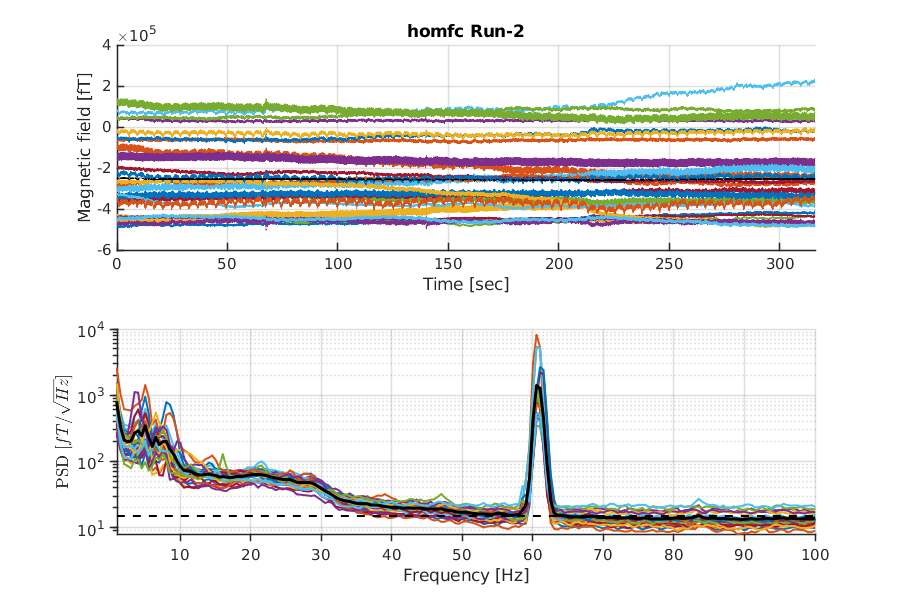 homfc Run-2
×10^5
4
2
0
-2
-4
-6
Magnetic ffield [fT]
0 50 100 150 200 250 300
Time [sec]
10^4
10^3
10^2
10^1
PSD [fT/√Hz]
10 20 30 40 50 60 70 80 90 100
Frequency [Hz]